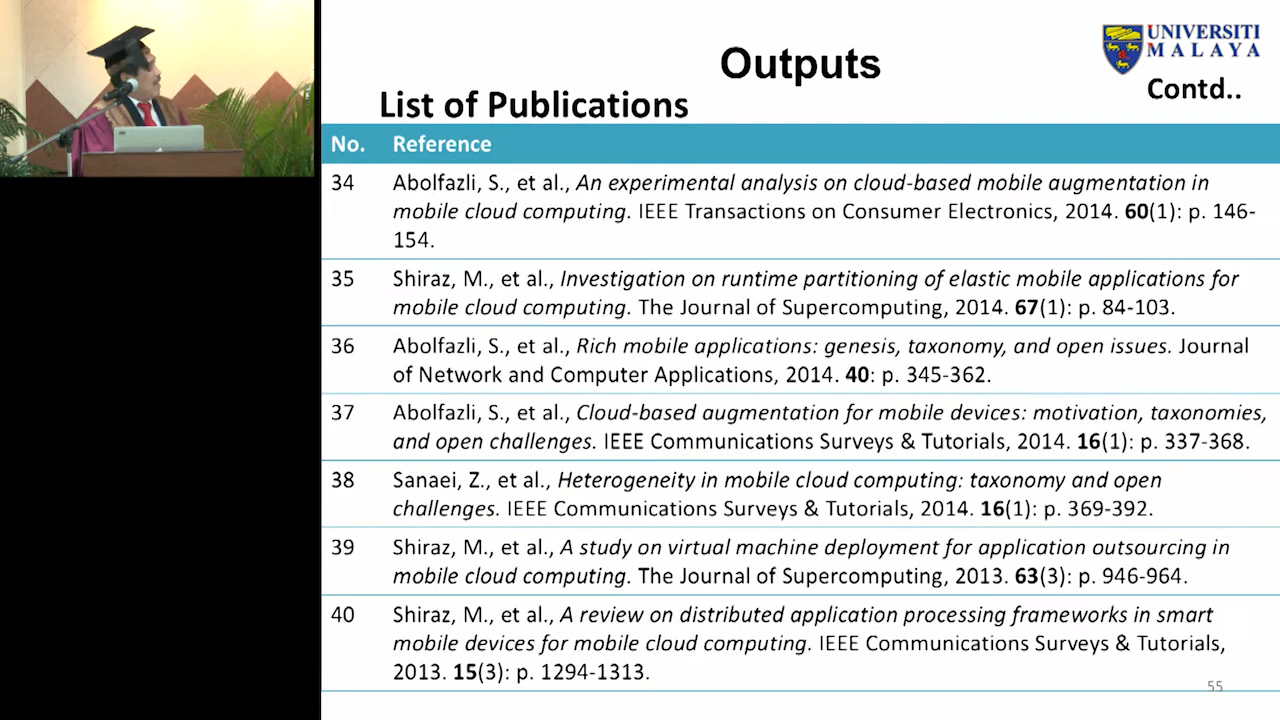 UNIVERSITI
MALAYA
Outputs
Contd..
List of Publications
No. Reference
34 Abolfazli, S., et al., An experimental analysis on cloud-based mobile augmentation in
mobile cloud computing. IEEE Transactions on Consumer Electronics, 2014. 60(1): p. 146-
154.
35 Shiraz, M., et al., Investigation on runtime partitioning of elastic mobile applications for
mobile cloud computing. The Journal of Supercomputing, 2014. 67(1): p. 84-103.
36 Abolfazli, S., et al., Rich mobile applications: genesis, taxonomy, and open issues. Journal
of Network and Computer Applications, 2014. 40: p. 345-362.
37 Abolfazli, S., et al., Cloud-based augmentation for mobile devices: motivation, taxonomies,
and open challenges. IEEE Communications Surveys & Tutorials, 2014. 16(1): p. 337-368.
38 Sanaei, Z., et al., Heterogeneity in mobile cloud computing: taxonomy and open
challenges. IEEE Communications Surveys & Tutorials, 2014. 16(1): p. 369-392.
39 Shiraz, M., et al., A study on virtual machine deployment for application outsourcing in
mobile cloud computing. The Journal of Supercomputing, 2013. 63(3): p. 946-964.
40 Shiraz, M., et al., A review on distributed application processing frameworks in smart
mobile devices for mobile cloud computing. IEEE Communications Surveys & Tutorials,
2013. 15(3): p. 1294-1313.
55